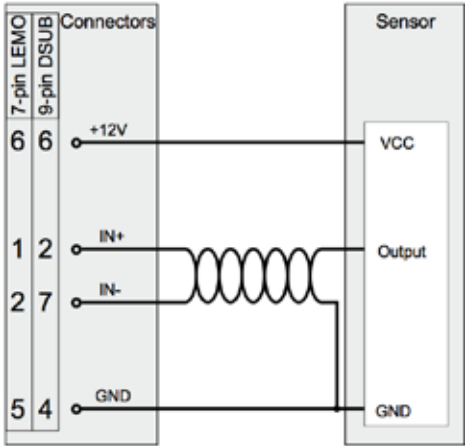 7-pin LEMO
9-pin DSUB
Connectors
Sensor
6 6 +12V VCC
1 2 IN+ Output
2 7 IN-
5 4 GND GND